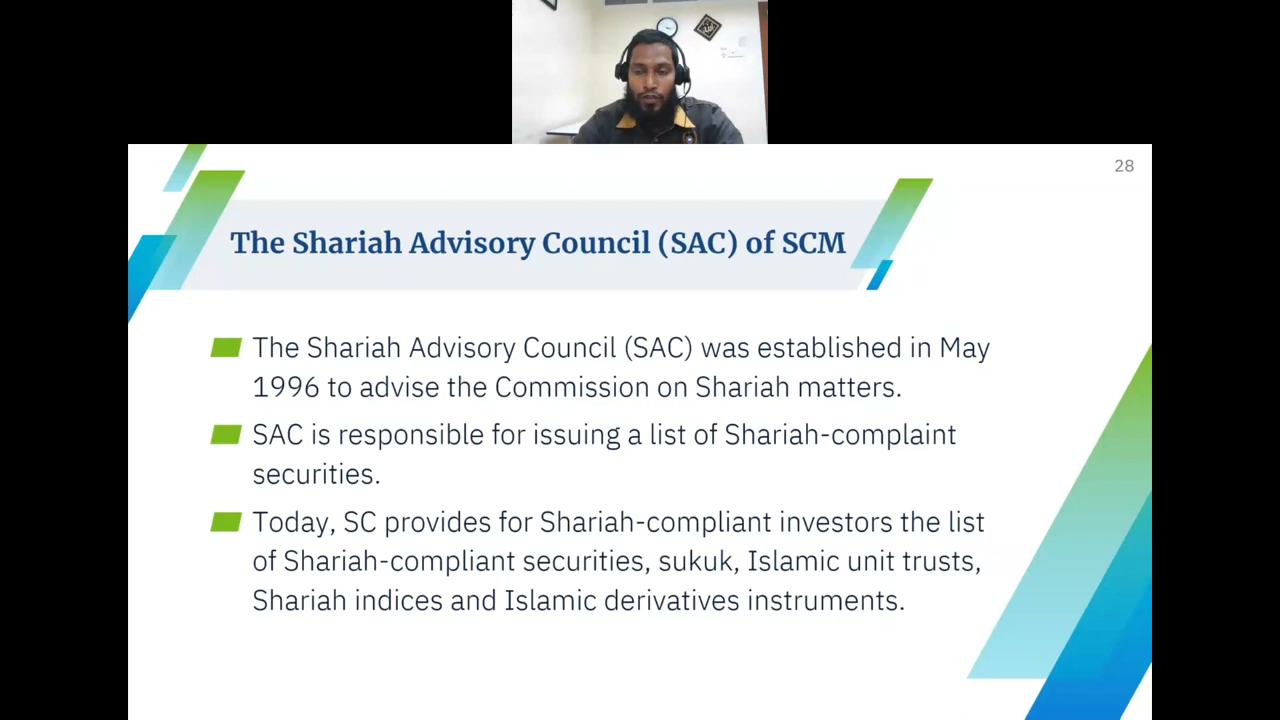 28
The Shariah Advisory Council (SAC) of SCM
The Shariah Advisory Council (SAC) was established in May
1996 to advise the Commission on Shariah matters.
SAC is responsible for issuing a list of Shariah-complaint
securities.
Today, SC provides for Shariah-compliant investors the list
of Shariah-compliant securities, sukuk, Islamic unit trusts,
Shariah indices and Islamic derivatives instruments.